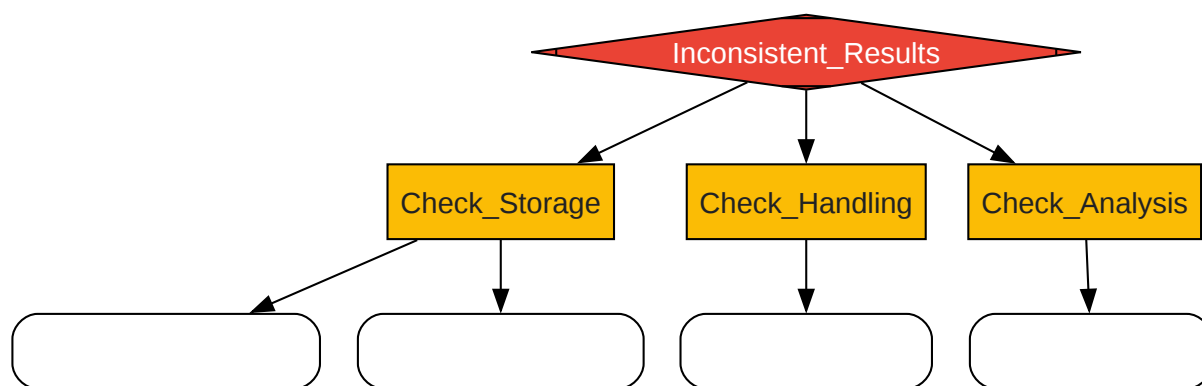 Inconsistent_Results
Check_Storage
Check_Handling
Check_Analysis